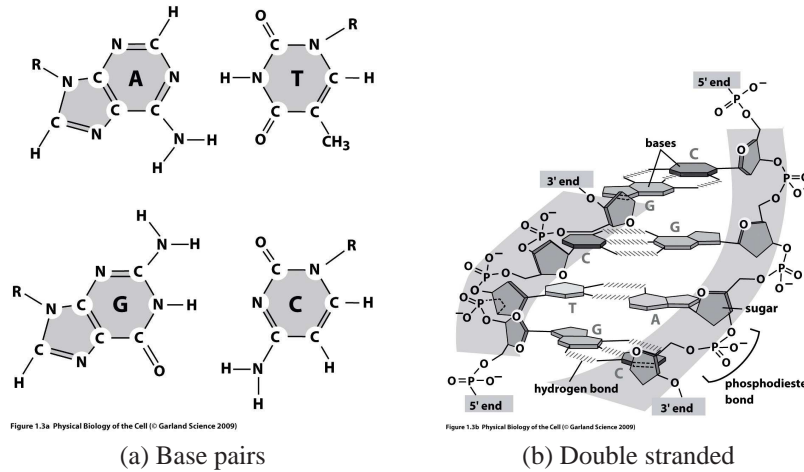 H
O
N
C
H
N
R
R
N
C
A
N
H
N
T
C
H
C
C
C
C
H
N
N
H
O
CH3
H
H
N
H
O
R
N
C
H
N
R
N
C
G
N
H
N
C
C
H
C
C
C
C
H
N
C
O
N
H
H
H
5' end
O
P
O−
O
bases
C
3' end
G
G
C
T
A
sugar
G
C
hydrogen bond
phosphodieste
bond
5' end
3' end
Figure 1.3a Physical Biology of the Cell (© Garland Science 2009)
Figure 1.3b Physical Biology of the Cell (© Garland Science 2009)
(a) Base pairs
(b) Double stranded